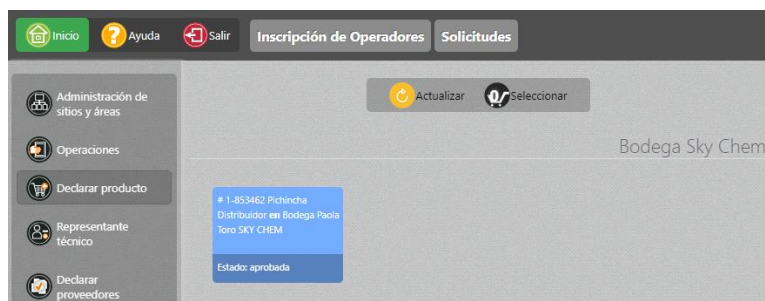 Inicio
Ayuda
Salir
Inscripción de Operadores
Solicitudes
Administración de
sitios y áreas
Operaciones
Declarar producto
Representante
técnico
Declarar
proveedores
Actualizar
Seleccionar
Bodega Sky Chem
# 1-853462 Pichincha
Distribuidor en Bodega Paola
Toro SKY CHEM
Estado: aprobada